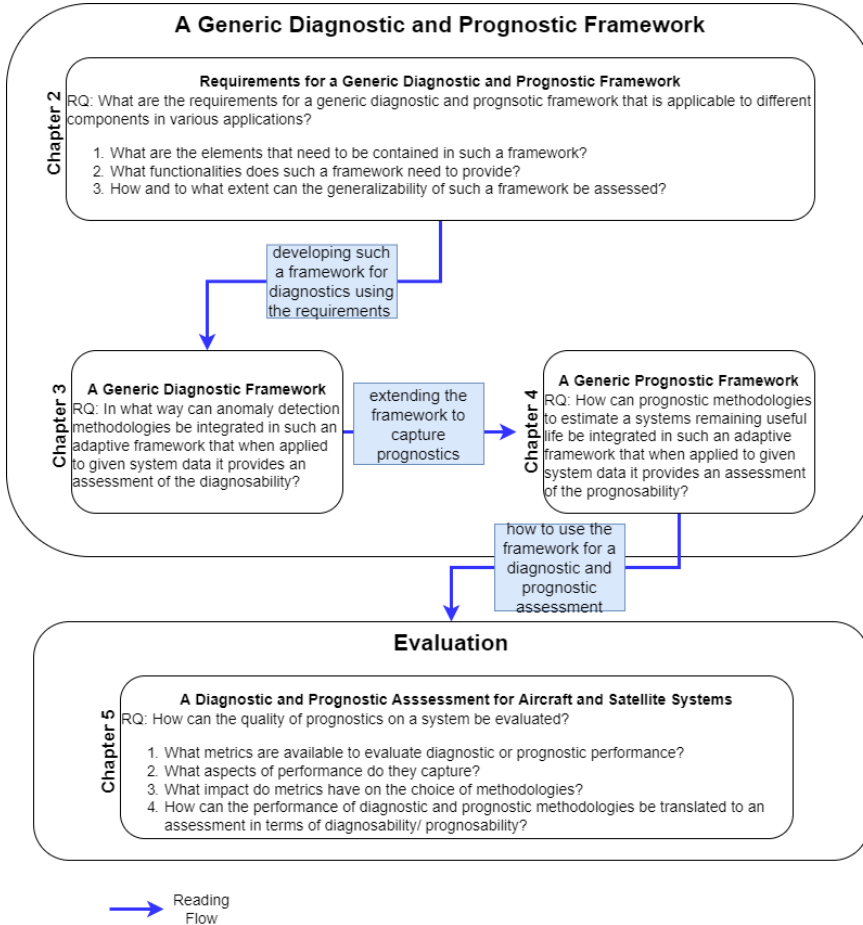 A Generic Diagnostic and Prognostic Framework
Chapter 2
Requirements for a Generic Diagnostic and Prognostic Framework
RQ: What are the requirements for a generic diagnostic and prognsotic framework that is applicable to different
components in various applications?
1. What are the elements that need to be contained in such a framework?
2. What functionalities does such a framework need to provide?
3. How and to what extent can the generalizability of such a framework be assessed?
developing such
a framework for
diagnostics using
the requirements
Chapter 3
A Generic Diagnostic Framework
RQ: In what way can anomaly detection
methodologies be integrated in such an
adaptive framework that when applied
to given system data it provides an
assessment of the diagnosability?
extending the
framework to
capture
prognostics
Chapter 4
A Generic Prognostic Framework
RQ: How can prognostic methodologies
to estimate a systems remaining useful
life be integrated in such an adaptive
framework that when applied to given
system data it provides an assessment
of the prognosability?
how to use the
framework for a
diagnostic and
prognostic
assessment
Evaluation
Chapter 5
A Diagnostic and Prognostic Asssessment for Aircraft and Satellite Systems
RQ: How can the quality of prognostics on a system be evaluated?
1. What metrics are available to evaluate diagnostic or prognostic performance?
2. What aspects of performance do they capture?
3. What impact do metrics have on the choice of methodologies?
4. How can the performance of diagnostic and prognostic methodologies be translated to an
assessment in terms of diagnosability/ prognosability?
Reading
Flow